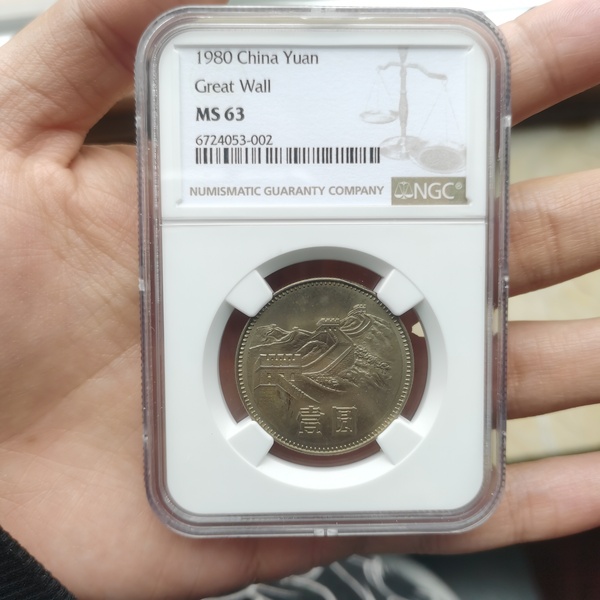 1980 China Yuan
Great Wall
MS 63
6724053-002
NUMISMATIC GUARANTY COMPANY NGC®
壹圆